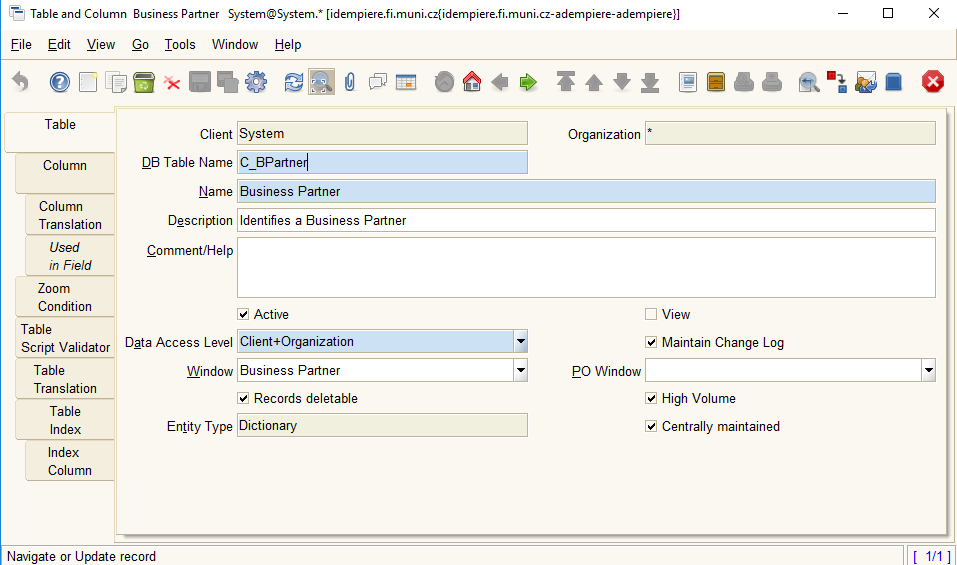 Table and Column  Business Partner   System@System.* [idempiere.fi.muni.cz{idempiere.fi.muni.cz-adempiere-adempiere}]
File Edit View Go Tools Window Help
Table
Column
Column
Translation
Used
in Field
Zoom
Condition
Table
Script Validator
Table
Translation
Table
Index
Index
Column
Client System Organization *
DB Table Name C_BPartner
Name Business Partner
Description Identifies a Business Partner
Comment/Help
Active View
Data Access Level Client+Organization Maintain Change Log
Window Business Partner PO Window
Records deletable High Volume
Entity Type Dictionary Centrally maintained
Navigate or Update record [ 1/1 ]